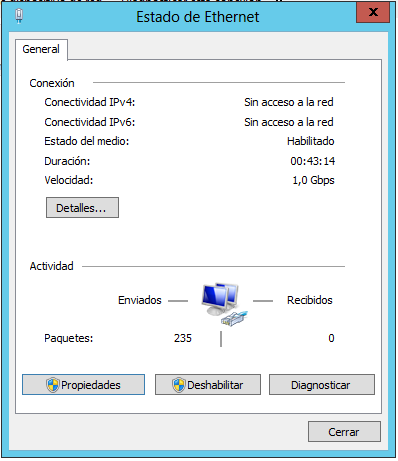 Estado de Ethernet
x
General
Conexión
Conectividad IPv4: Sin acceso a la red
Conectividad IPv6: Sin acceso a la red
Estado del medio: Habilitado
Duración: 00:43:14
Velocidad: 1,0 Gbps
Detalles...
Actividad
Enviados Recibidos
Paquetes: 235 0
Propiedades Deshabilitar Diagnosticar
Cerrar